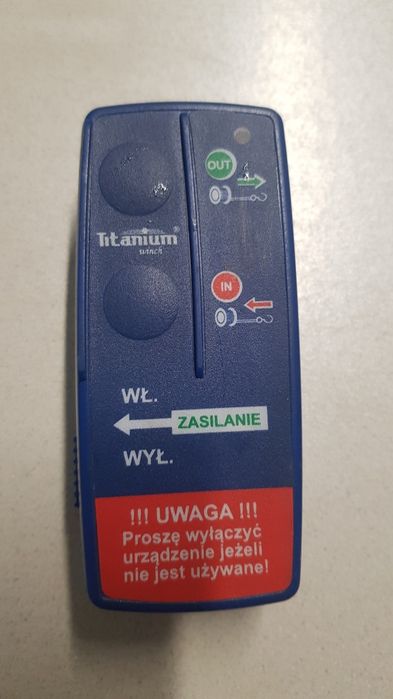 OUT
Titanium®
winch
IN
WŁ.
ZASILANIE
WYŁ.
!!! UWAGA !!!
Proszę wyłączyć
urządzenie jeżeli
nie jest używane!